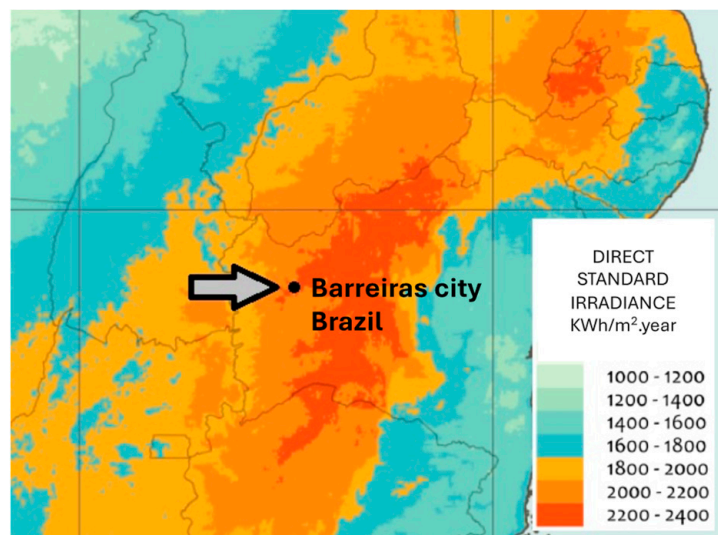 Barreiras city
Brazil
DIRECT
STANDARD
IRRADIANCE
KWh/m².year
1000 - 1200
1200 - 1400
1400 - 1600
1600 - 1800
1800 - 2000
2000 - 2200
2200 - 2400